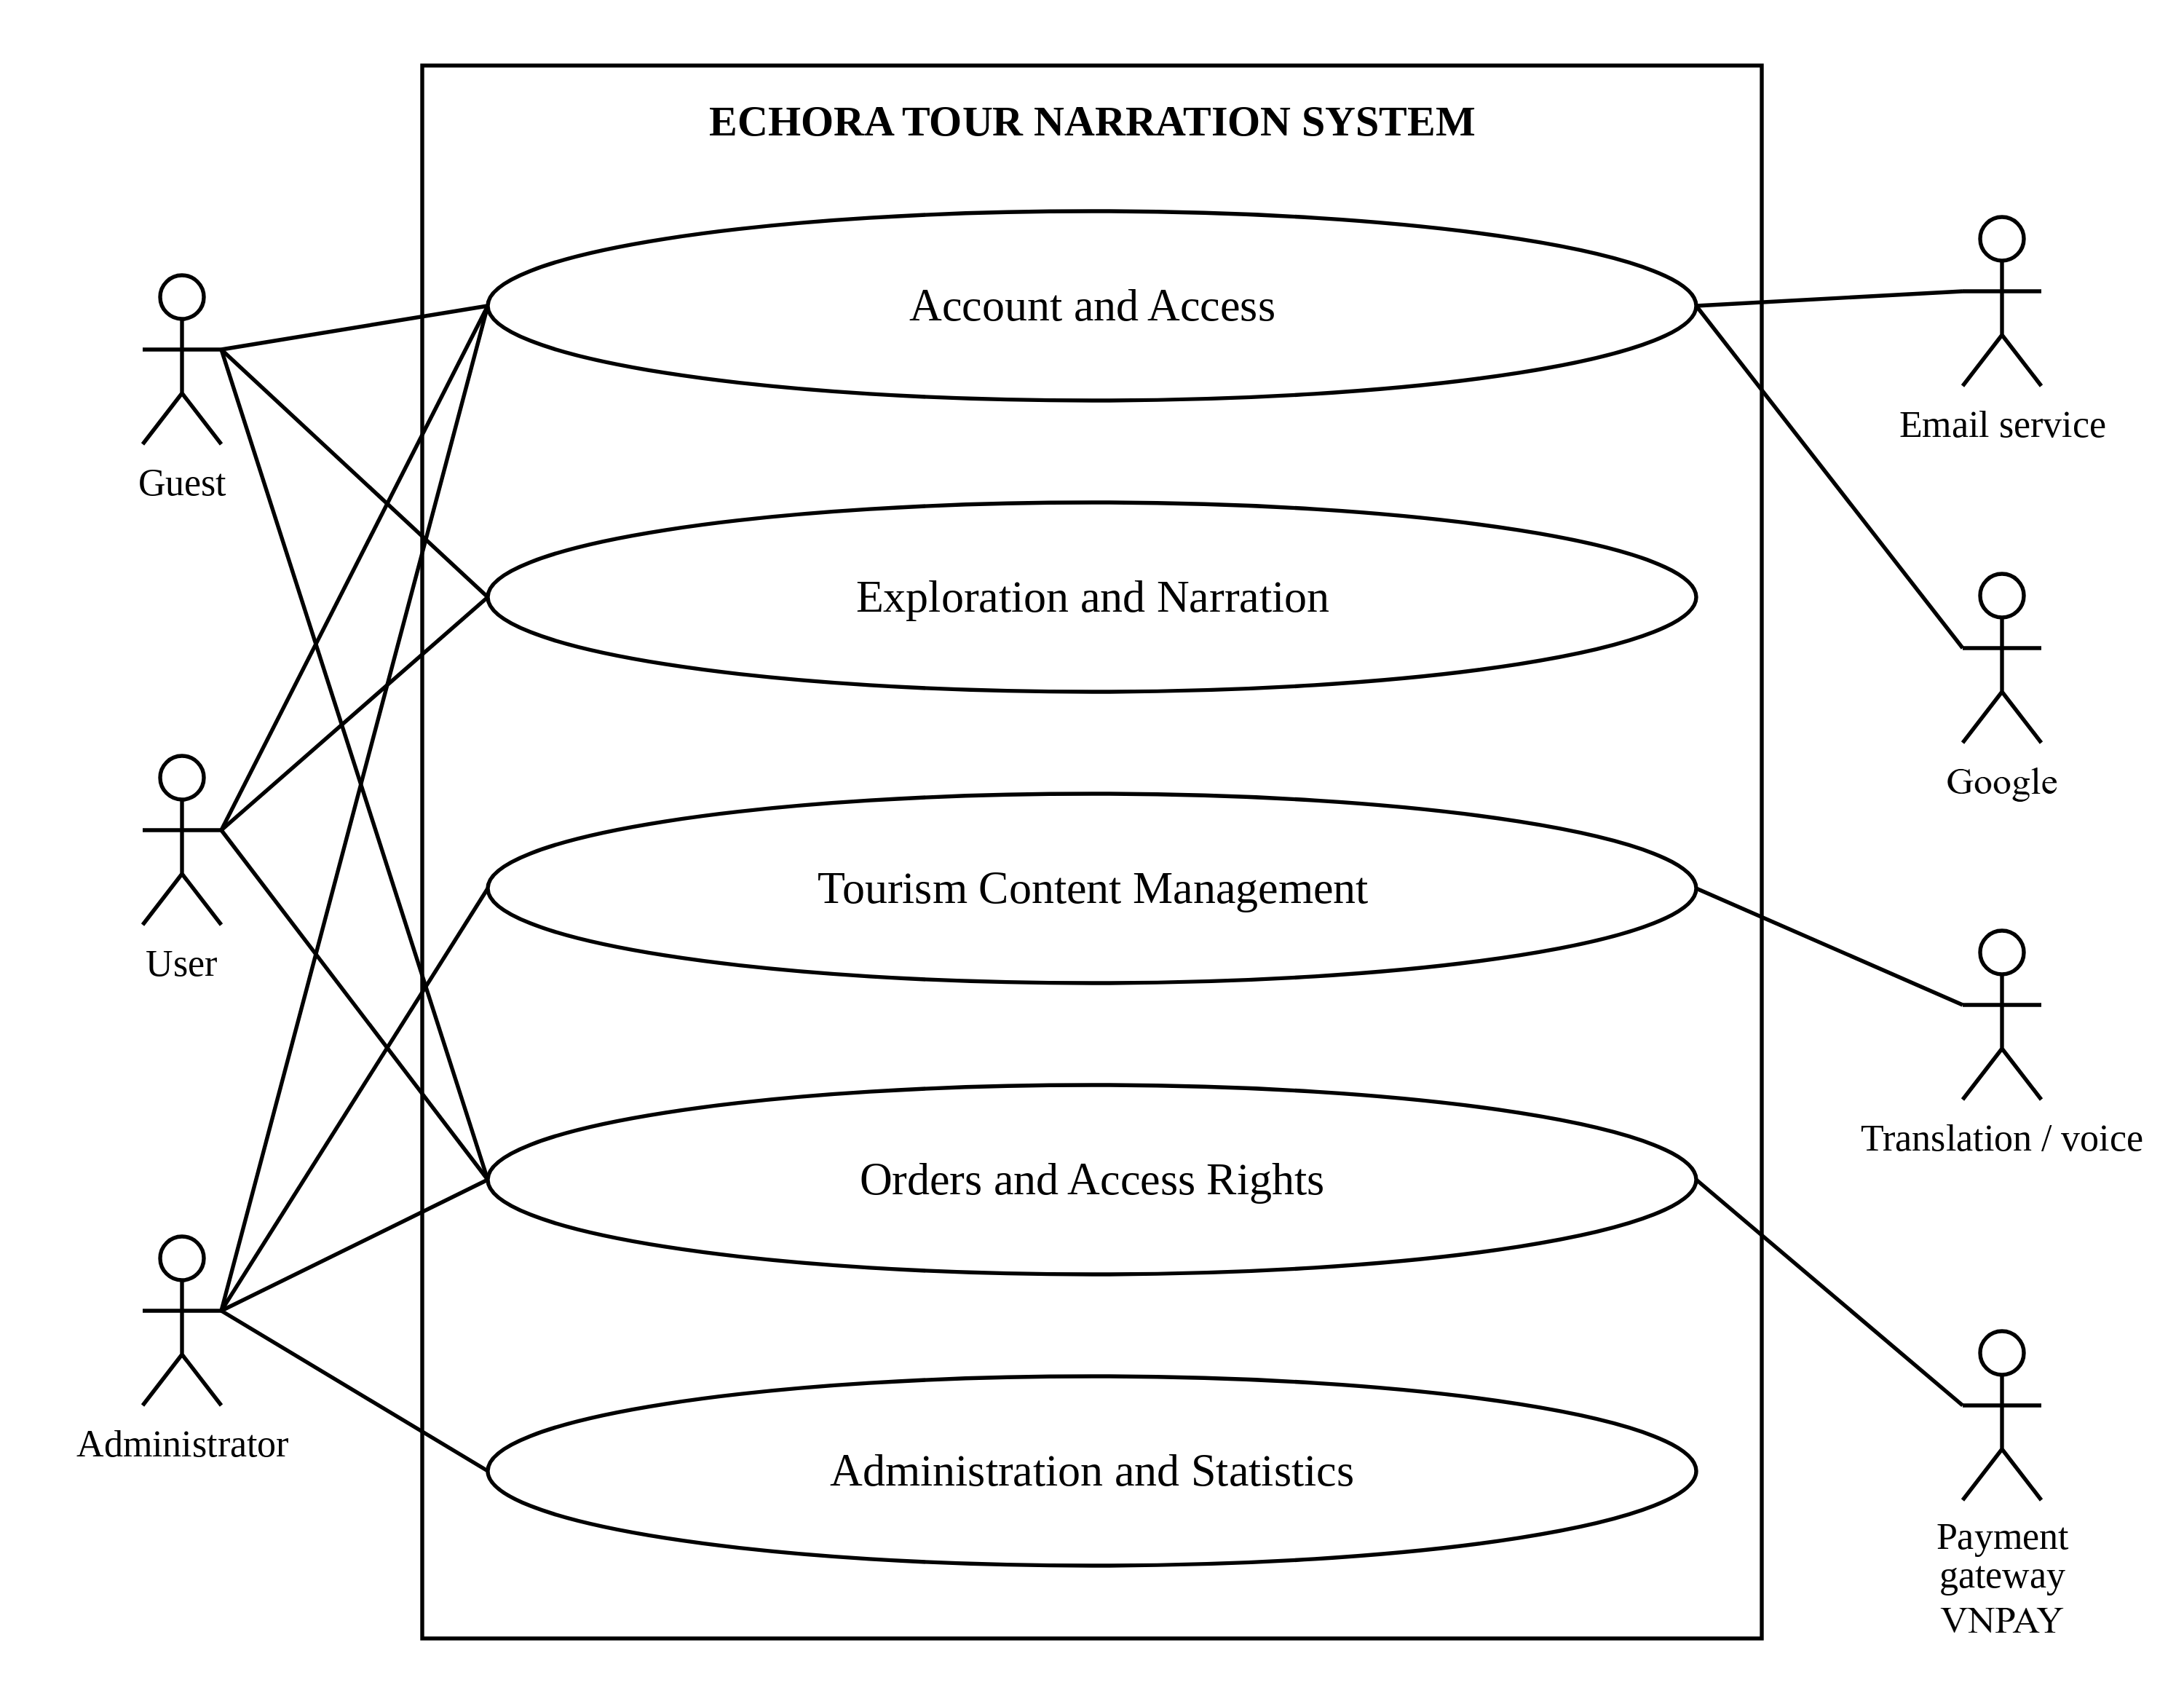 ECHORA TOUR NARRATION SYSTEM
Account and Access
Exploration and Narration
Tourism Content Management
Orders and Access Rights
Administration and Statistics
Guest
User
Administrator
Email service
Google
Translation / voice
Payment
gateway
VNPAY